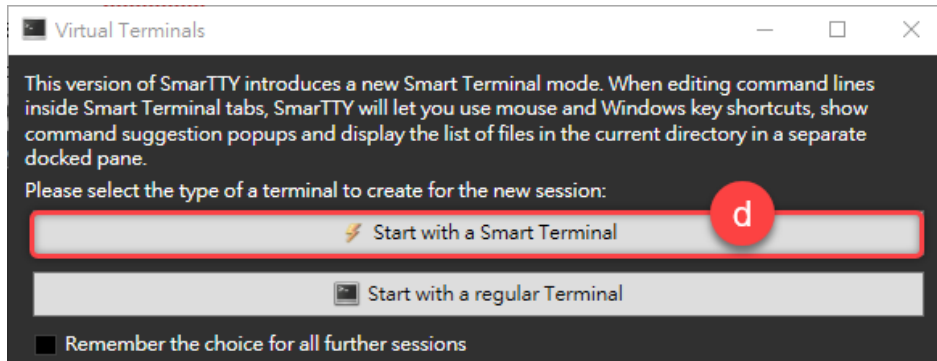 Virtual Terminals
This version of SmarTTY introduces a new Smart Terminal mode. When editing command lines
inside Smart Terminal tabs, SmarTTY will let you use mouse and Windows key shortcuts, show
command suggestion popups and display the list of files in the current directory in a separate
docked pane.
Please select the type of a terminal to create for the new session:
d
Start with a Smart Terminal
Start with a regular Terminal
Remember the choice for all further sessions